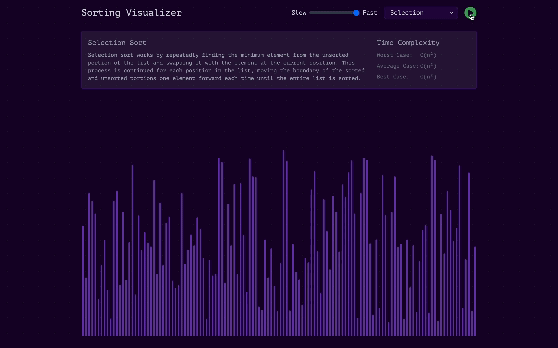 Sorting Visualizer
Slow
Fast
Selection
Selection Sort
Selection sort works by repeatedly finding the minimum element from the unsorted
portion of the list and swapping it with the element at the current position. This
process is continued for each position in the list, moving the boundary of the sorted
and unsorted portions one element forward each time until the entire list is sorted.
Time Complexity
Worst Case: O(n²)
Average Case: O(n²)
Best Case: O(n²)